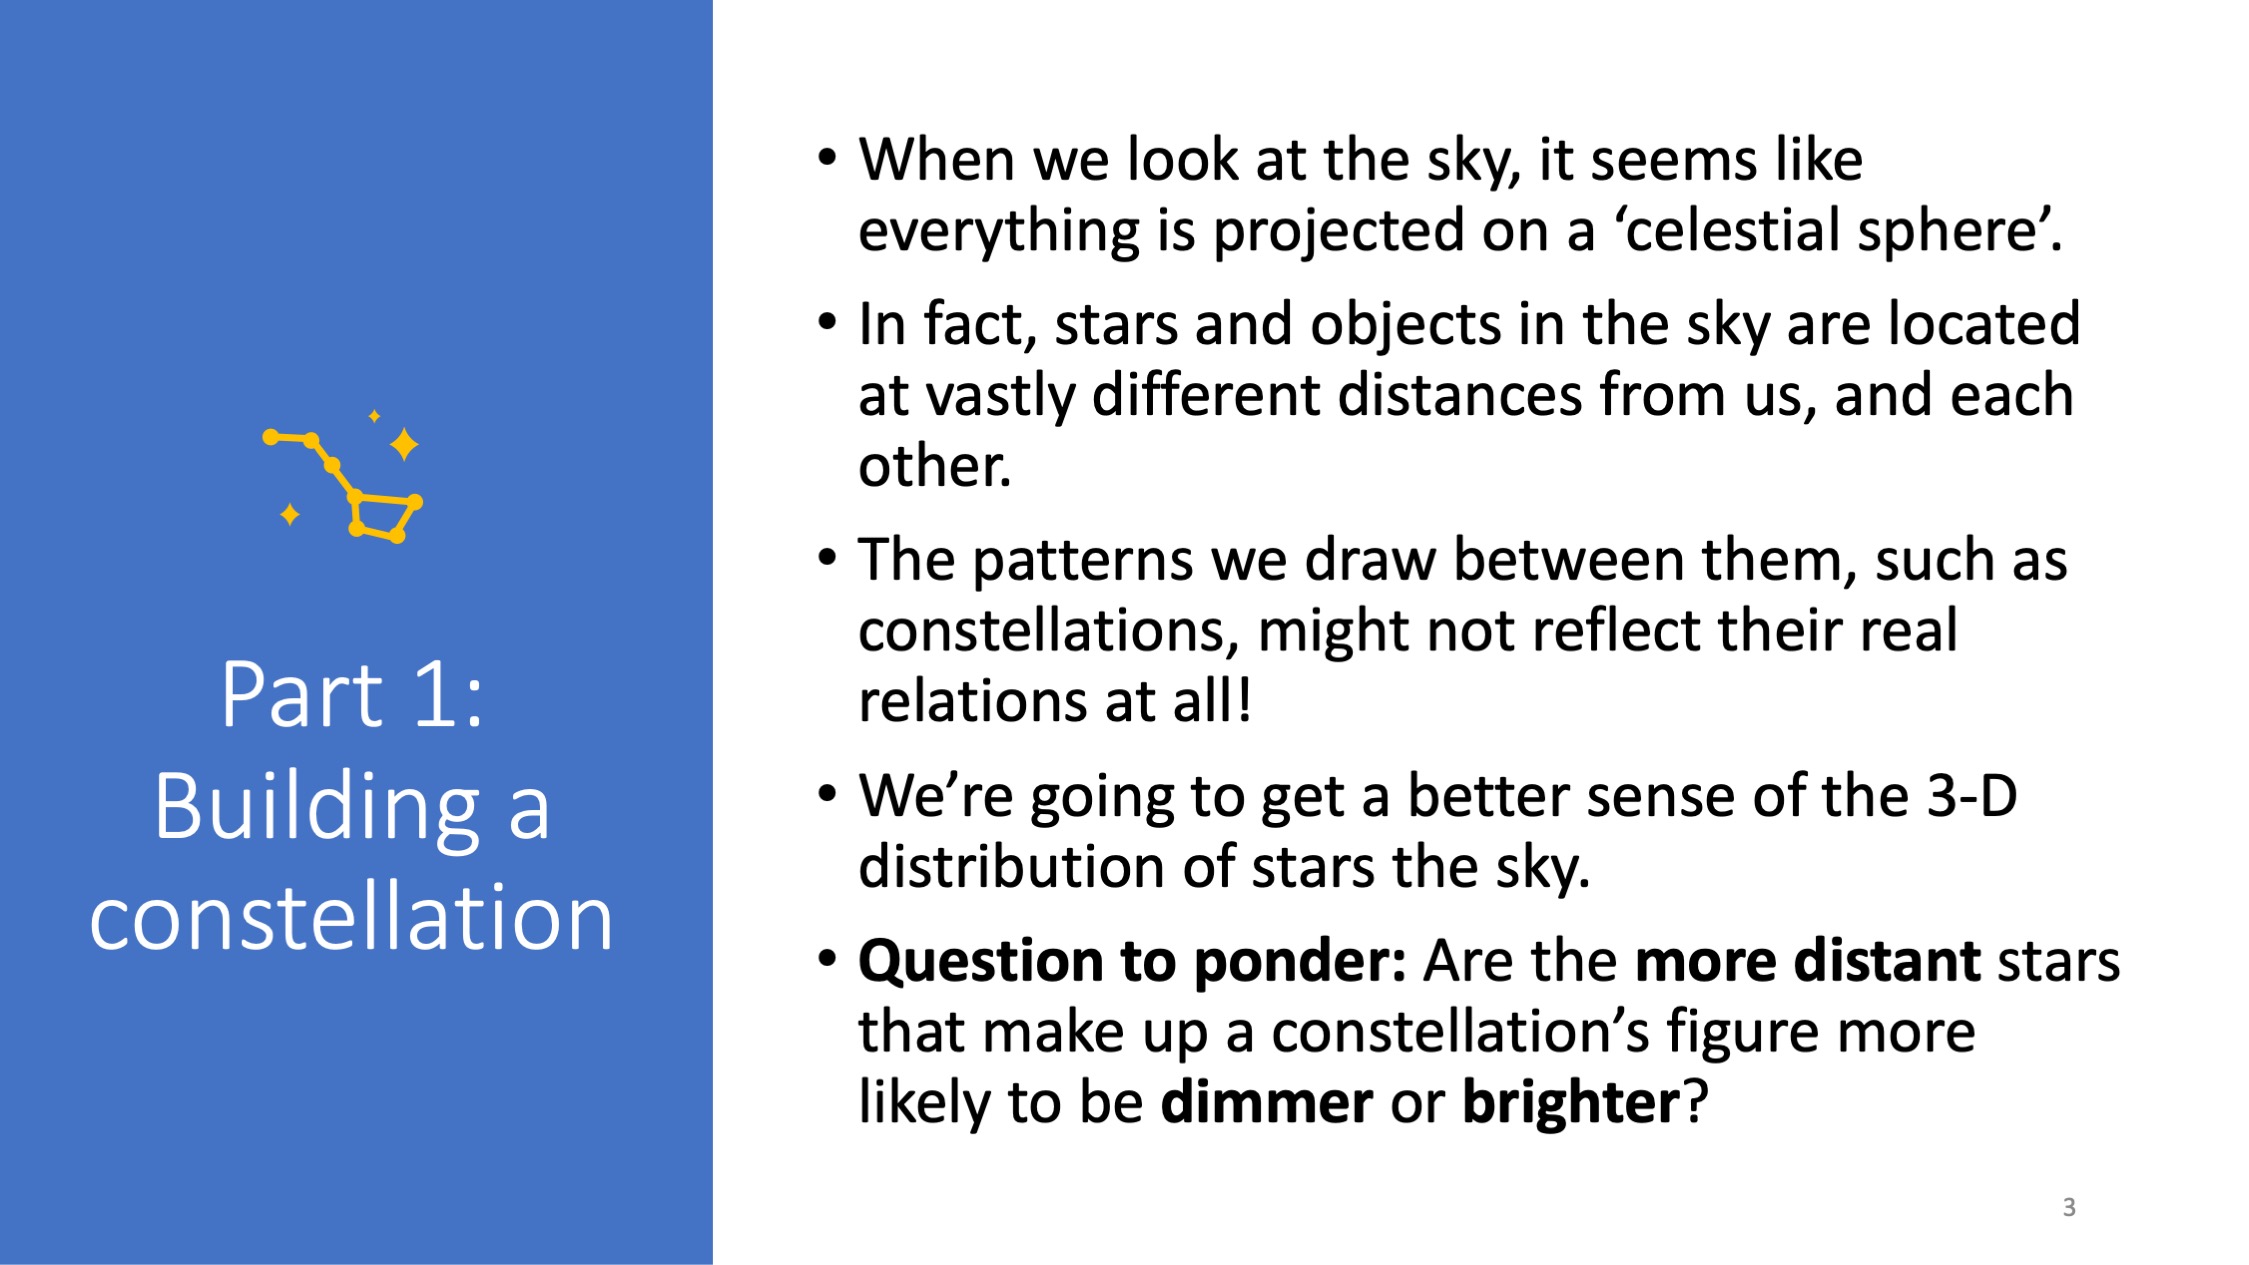 Part 1:
Building a
constellation
• When we look at the sky, it seems like
everything is projected on a ‘celestial sphere’.
• In fact, stars and objects in the sky are located
at vastly different distances from us, and each
other.
• The patterns we draw between them, such as
constellations, might not reflect their real
relations at all!
• We’re going to get a better sense of the 3-D
distribution of stars the sky.
• Question to ponder: Are the more distant stars
that make up a constellation’s figure more
likely to be dimmer or brighter?
3